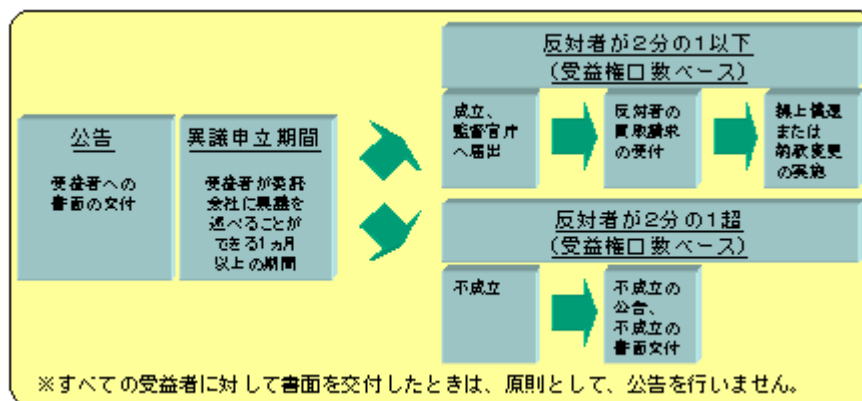 反対者が2分の1以下
(受益権口数ベース)
公告
受益者への
書面の交付
異議申立期間
受益者が委託
会社に異議を
述べることが
できる1ヵ月
以上の期間
成立、
監督官庁
へ届出
反対者の
買取請求
の受付
繰上償還
または
約款変更
の実施
反対者が2分の1超
(受益権口数ベース)
不成立
不成立の
公告、
不成立の
書面交付
※すべての受益者に対して書面を交付したときは、原則として、公告を行いません。